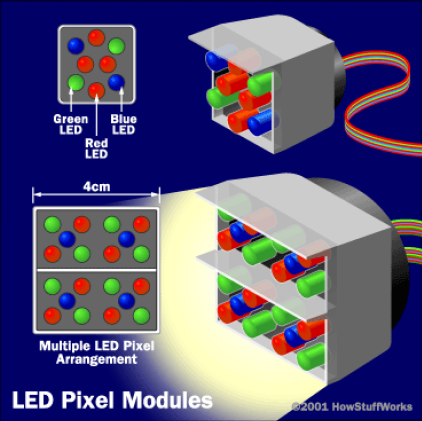 Green
LED
Blue
LED
Red
LED
4cm
Multiple LED Pixel
Arrangement
LED Pixel Modules
©2001 HowStuffWorks